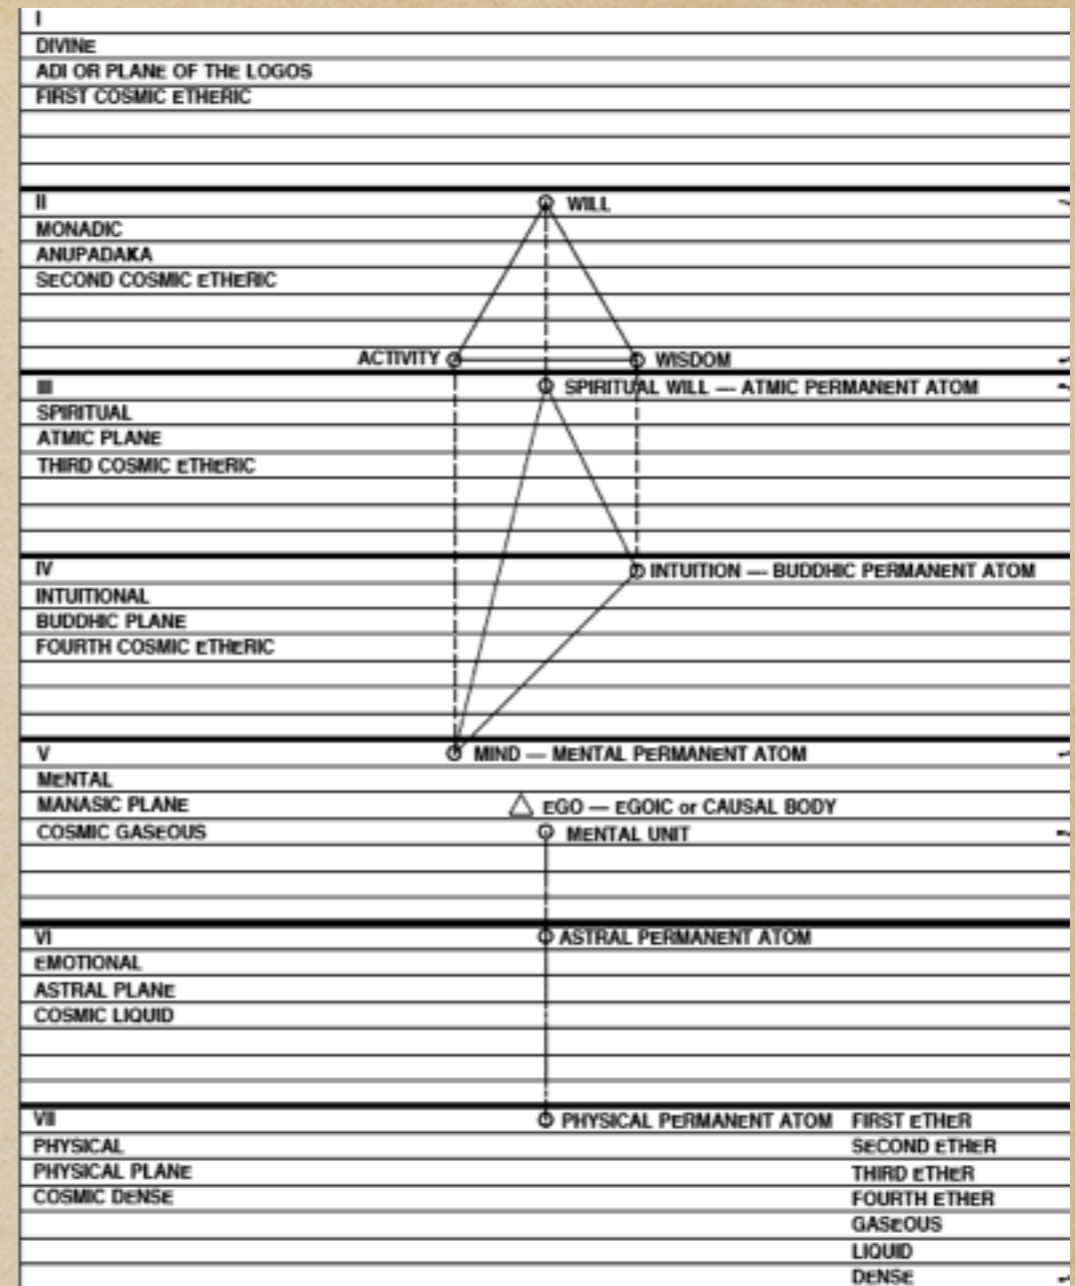 I
DIVINE
ADI OR PLANE OF THE LOGOS
FIRST COSMIC ETHERIC
II WILL
MONADIC
ANUPADAKA
SECOND COSMIC ETHERIC
ACTIVITY WISDOM
III SPIRITUAL WILL — ATMIC PERMANENT ATOM
SPIRITUAL
ATMIC PLANE
THIRD COSMIC ETHERIC
IV INTUITION — BUDDHIC PERMANENT ATOM
INTUITIONAL
BUDDHIC PLANE
FOURTH COSMIC ETHERIC
V MIND — MENTAL PERMANENT ATOM
MENTAL
MANASIC PLANE EGO — EGOIC or CAUSAL BODY
COSMIC GASEOUS MENTAL UNIT
VI ASTRAL PERMANENT ATOM
EMOTIONAL
ASTRAL PLANE
COSMIC LIQUID
VII PHYSICAL PERMANENT ATOM FIRST ETHER
PHYSICAL SECOND ETHER
PHYSICAL PLANE THIRD ETHER
COSMIC DENSE FOURTH ETHER
GASEOUS
LIQUID
DENSE